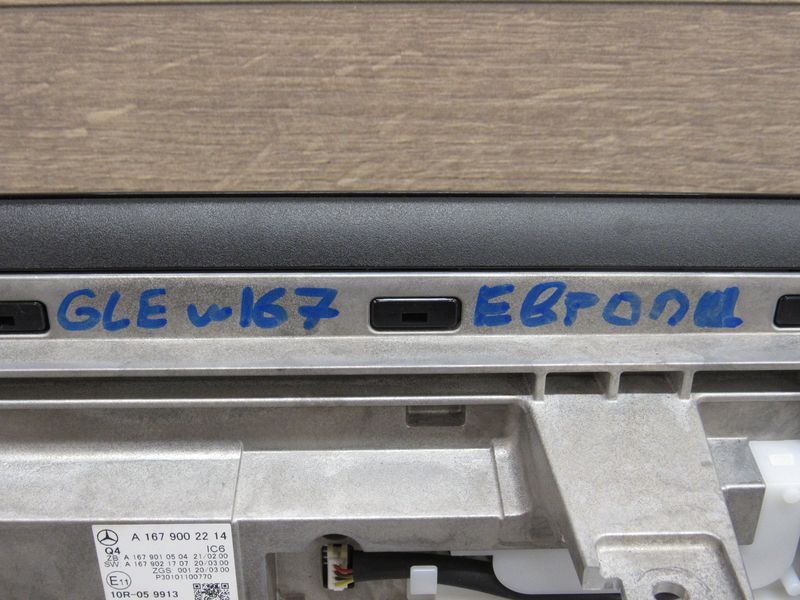 GLE w167
ЕВРОПА
A 167 900 22 14
Q4 IC6
ZB A 167 901 05 04 21/02.00
SW A 167 902 17 07 20/03.00
ZGS 001 20/03.00
P30101100770
E11
10R-05 9913